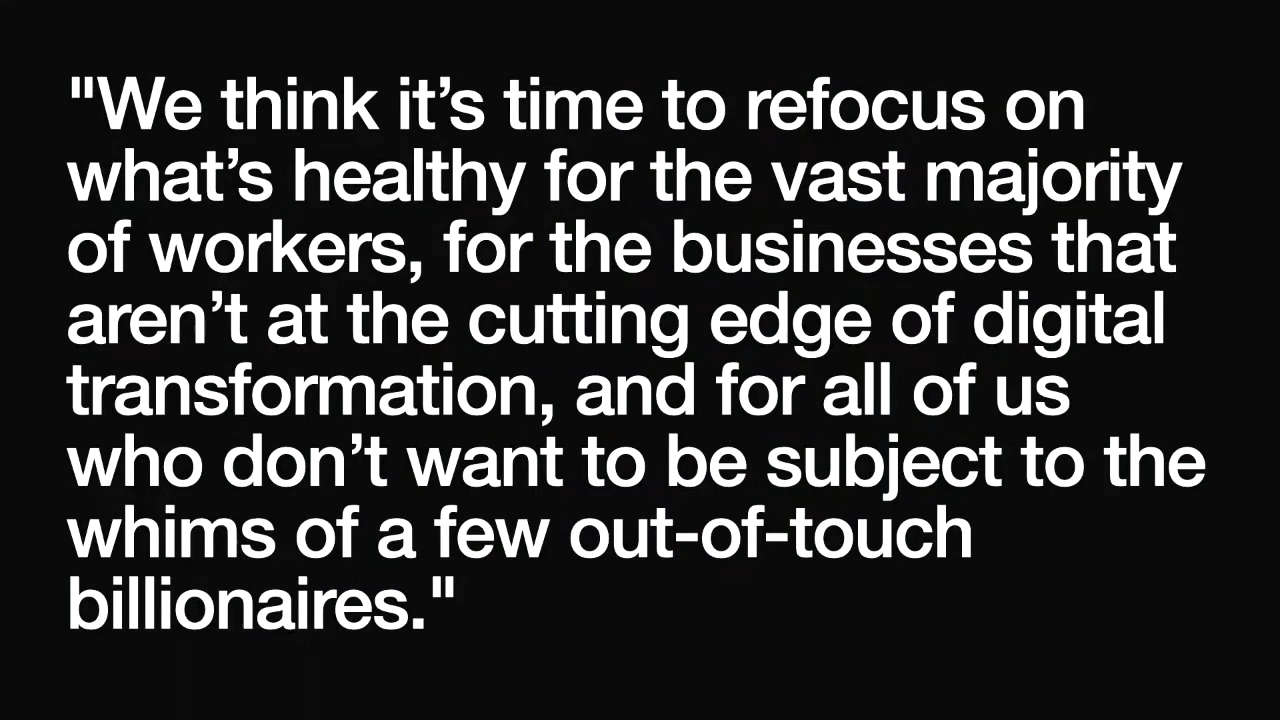 "We think it’s time to refocus on
what’s healthy for the vast majority
of workers, for the businesses that
aren’t at the cutting edge of digital
transformation, and for all of us
who don’t want to be subject to the
whims of a few out-of-touch
billionaires."